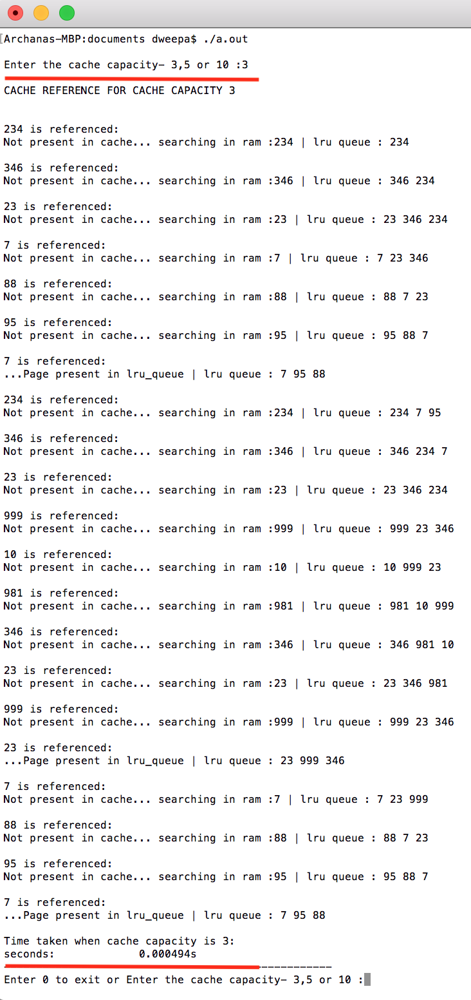 Archanas-MBP:documents dweepa$ ./a.out
Enter the cache capacity- 3,5 or 10 :3
CACHE REFERENCE FOR CACHE CAPACITY 3
234 is referenced:
Not present in cache... searching in ram :234 | lru queue : 234
346 is referenced:
Not present in cache... searching in ram :346 | lru queue : 346 234
23 is referenced:
Not present in cache... searching in ram :23 | lru queue : 23 346 234
7 is referenced:
Not present in cache... searching in ram :7 | lru queue : 7 23 346
88 is referenced:
Not present in cache... searching in ram :88 | lru queue : 88 7 23
95 is referenced:
Not present in cache... searching in ram :95 | lru queue : 95 88 7
7 is referenced:
...Page present in lru_queue | lru queue : 7 95 88
234 is referenced:
Not present in cache... searching in ram :234 | lru queue : 234 7 95
346 is referenced:
Not present in cache... searching in ram :346 | lru queue : 346 234 7
23 is referenced:
Not present in cache... searching in ram :23 | lru queue : 23 346 234
999 is referenced:
Not present in cache... searching in ram :999 | lru queue : 999 23 346
10 is referenced:
Not present in cache... searching in ram :10 | lru queue : 10 999 23
981 is referenced:
Not present in cache... searching in ram :981 | lru queue : 981 10 999
346 is referenced:
Not present in cache... searching in ram :346 | lru queue : 346 981 10
23 is referenced:
Not present in cache... searching in ram :23 | lru queue : 23 346 981
999 is referenced:
Not present in cache... searching in ram :999 | lru queue : 999 23 346
23 is referenced:
...Page present in lru_queue | lru queue : 23 999 346
7 is referenced:
Not present in cache... searching in ram :7 | lru queue : 7 23 999
88 is referenced:
Not present in cache... searching in ram :88 | lru queue : 88 7 23
95 is referenced:
Not present in cache... searching in ram :95 | lru queue : 95 88 7
7 is referenced:
...Page present in lru_queue | lru queue : 7 95 88
Time taken when cache capacity is 3:
seconds: 0.000494s
Enter 0 to exit or Enter the cache capacity- 3,5 or 10 :